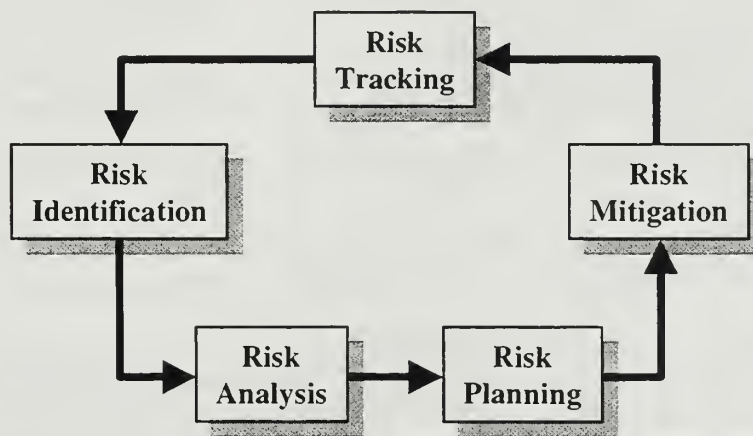 Risk
Tracking
Risk
Identification
Risk
Mitigation
Risk
Analysis
Risk
Planning